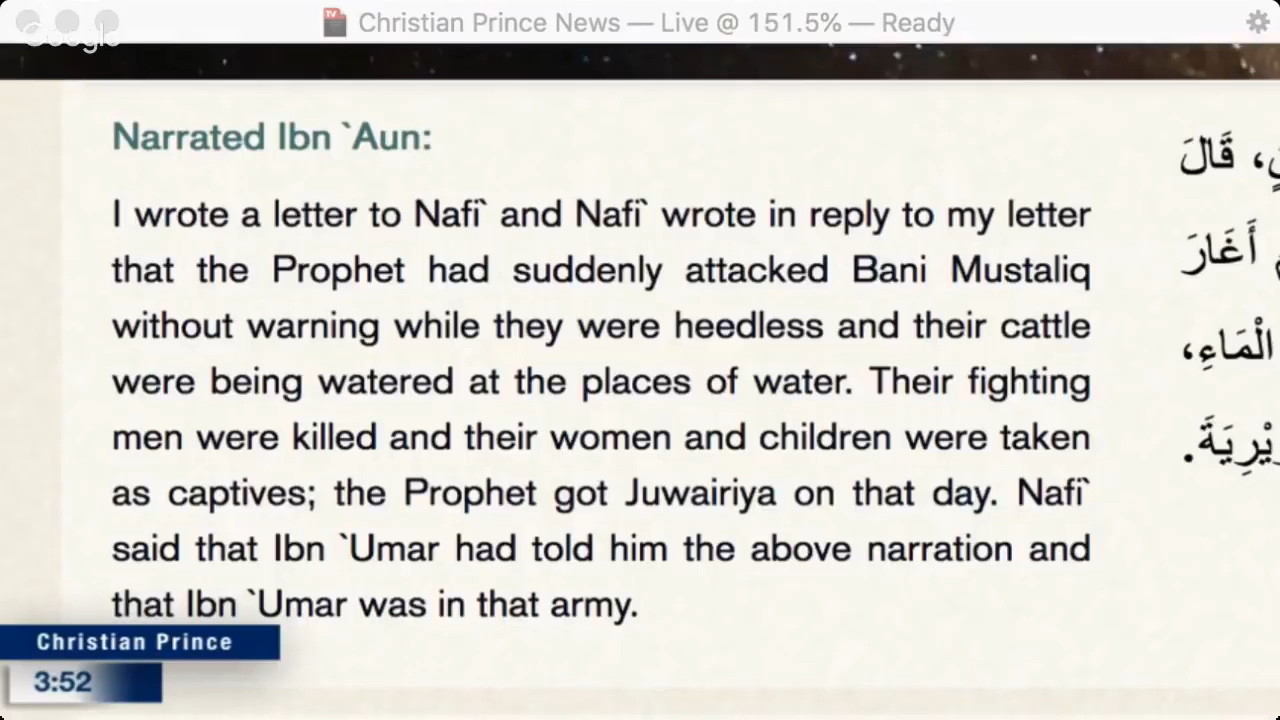 Christian Prince News — Live @ 151.5% — Ready
Google
Narrated Ibn `Aun:
I wrote a letter to Nafi` and Nafi` wrote in reply to my letter
that the Prophet had suddenly attacked Bani Mustaliq
without warning while they were heedless and their cattle
were being watered at the places of water. Their fighting
men were killed and their women and children were taken
as captives; the Prophet got Juwairiya on that day. Nafi`
said that Ibn `Umar had told him the above narration and
that Ibn `Umar was in that army.
قَالَ
أَغَارَ
الْمَاءِ،
Christian Prince
3:52